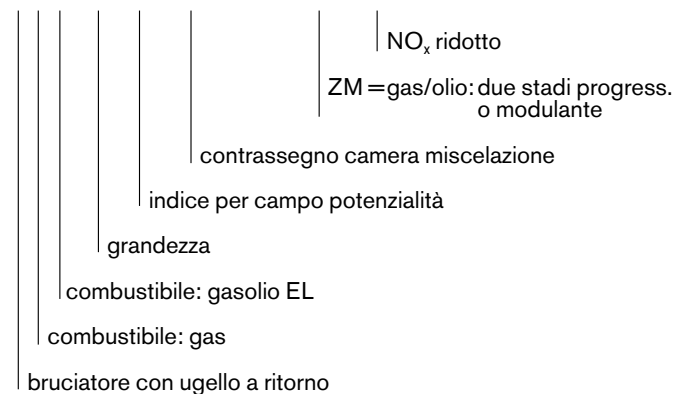 NOx ridotto
ZM = gas/olio: due stadi progress.
o modulante
contrassegno camera miscelazione
indice per campo potenzialità
grandezza
combustibile: gasolio EL
combustibile: gas
bruciatore con ugello a ritorno